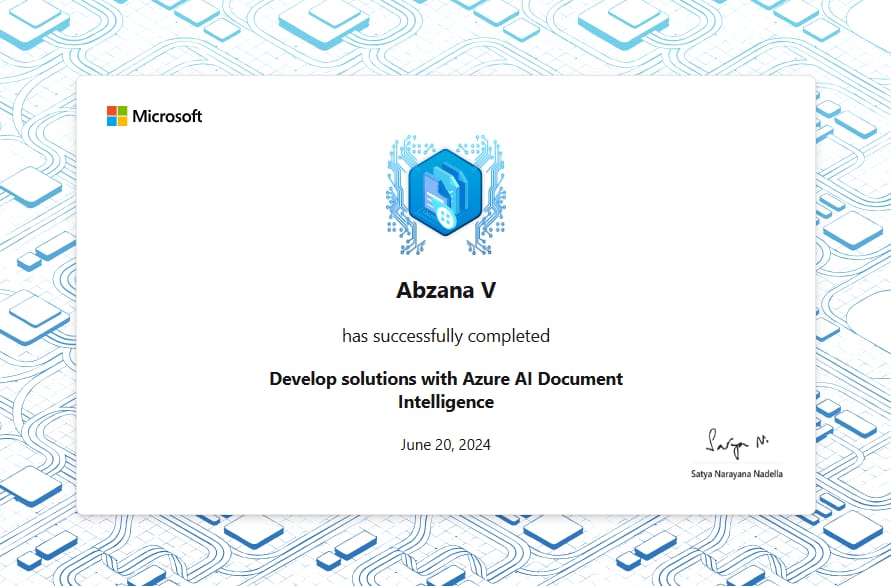 Microsoft
Abzana V
has successfully completed
Develop solutions with Azure AI Document
Intelligence
June 20, 2024
Satya N.
Satya Narayana Nadella